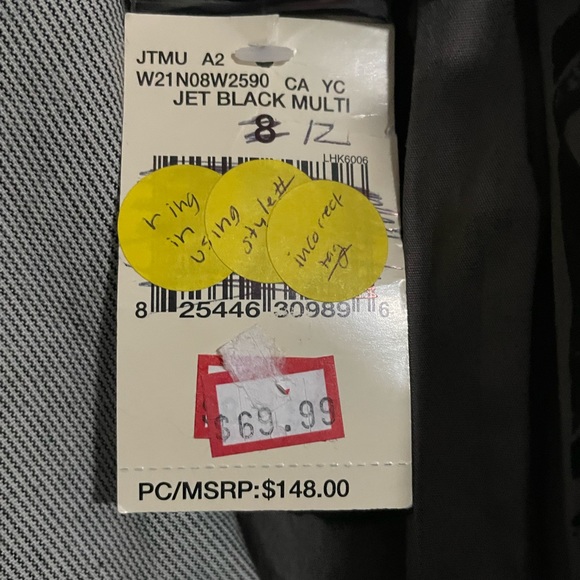 JTMU A2
W21N08W2590 CA YC
JET BLACK MULTI
8 12
LHK6006
ring
in
using
style#
incorrect
tag
8 25446 30989 6
$69.99
PC/MSRP:$148.00